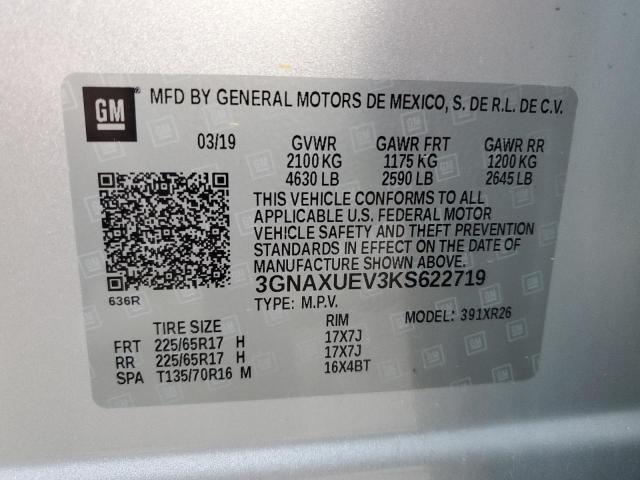 GM ® MFD BY GENERAL MOTORS DE MEXICO, S. DE R.L. DE C.V.
03/19 GVWR GAWR FRT GAWR RR
2100 KG 1175 KG 1200 KG
4630 LB 2590 LB 2645 LB
THIS VEHICLE CONFORMS TO ALL
APPLICABLE U.S. FEDERAL MOTOR
VEHICLE SAFETY AND THEFT PREVENTION
STANDARDS IN EFFECT ON THE DATE OF
MANUFACTURE SHOWN ABOVE.
3GNAXUEV3KS622719
636R
TYPE: M.P.V. MODEL: 391XR26
TIRE SIZE RIM
FRT 225/65R17 H 17X7J
RR 225/65R17 H 17X7J
SPA T135/70R16 M 16X4BT